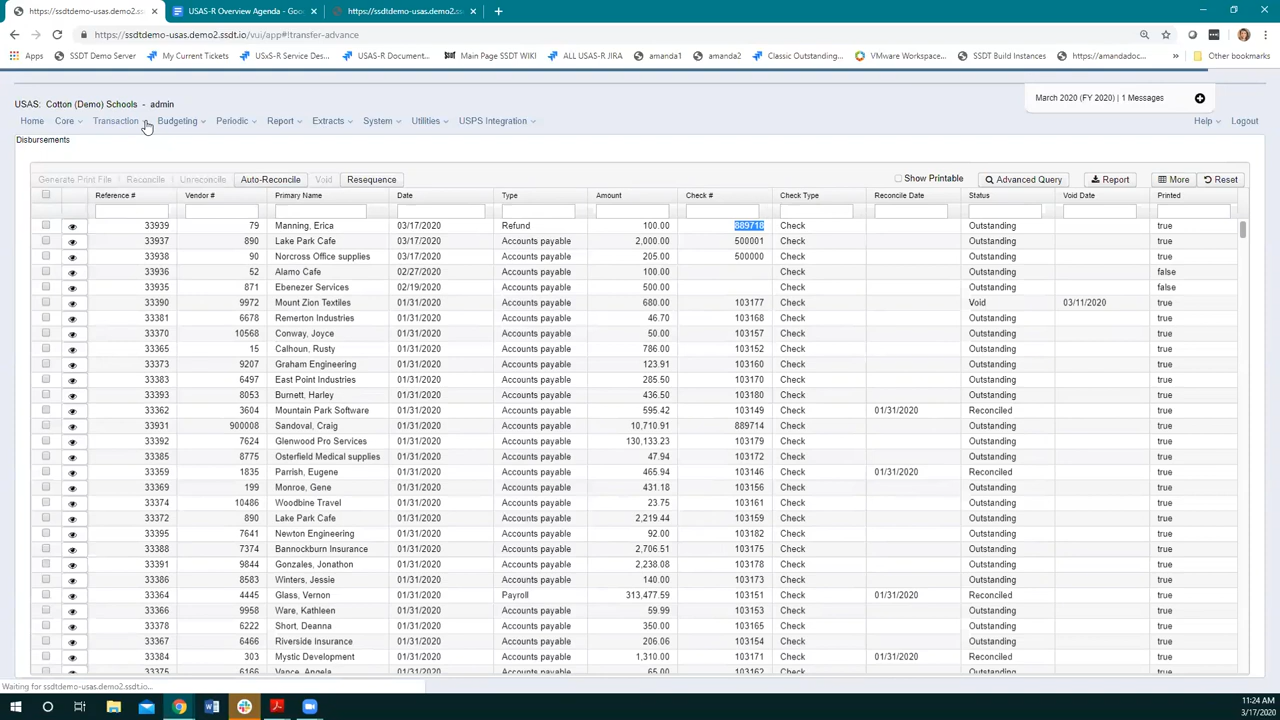 https://ssdtdemo-usas.demo2.ssdt.io
USAS-R Overview Agenda - Goo
https://ssdtdemo-usas.demo2.ssdt.io
ssdtdemo-usas.demo2.ssdt.io/vui/app#!transfer-advance
Apps SSDT Demo Server My Current Tickets USxS-R Service Des... USAS-R Document... Main Page SSDT WIKI ALL USAS-R JIRA amanda1 amanda2 Classic Outstanding... VMware Workspace... SSDT Build Instances https://amandadoc... Other bookmarks
USAS: Cotton (Demo) Schools - admin
March 2020 (FY 2020) | 1 Messages
Home Core Transaction Budgeting Periodic Report Extracts System Utilities USPS Integration Help Logout
Disbursements
Generate Print File Reconcile Unreconcile Auto-Reconcile Void Resequence Show Printable Advanced Query Report More Reset
Reference # Vendor # Primary Name Date Type Amount Check # Check Type Reconcile Date Status Void Date Printed
33939 79 Manning, Erica 03/17/2020 Refund 100.00 889718 Check Outstanding true
33937 890 Lake Park Cafe 03/17/2020 Accounts payable 2,000.00 500001 Check Outstanding true
33938 90 Norcross Office supplies 03/17/2020 Accounts payable 205.00 500000 Check Outstanding true
33936 52 Alamo Cafe 02/27/2020 Accounts payable 100.00 Check Outstanding false
33935 871 Ebenezer Services 02/19/2020 Accounts payable 500.00 Check Outstanding false
33390 9972 Mount Zion Textiles 01/31/2020 Accounts payable 680.00 103177 Check Void 03/11/2020 true
33381 6678 Remerton Industries 01/31/2020 Accounts payable 46.70 103168 Check Outstanding true
33370 10568 Conway, Joyce 01/31/2020 Accounts payable 50.00 103157 Check Outstanding true
33365 15 Calhoun, Rusty 01/31/2020 Accounts payable 786.00 103152 Check Outstanding true
33373 9207 Graham Engineering 01/31/2020 Accounts payable 123.91 103160 Check Outstanding true
33383 6497 East Point Industries 01/31/2020 Accounts payable 285.50 103170 Check Outstanding true
33393 8053 Burnett, Harley 01/31/2020 Accounts payable 436.50 103180 Check Outstanding true
33362 3604 Mountain Park Software 01/31/2020 Accounts payable 595.42 103149 Check 01/31/2020 Reconciled true
33931 900008 Sandoval, Craig 01/31/2020 Accounts payable 10,710.91 889714 Check Outstanding true
33392 7624 Glenwood Pro Services 01/31/2020 Accounts payable 130,133.23 103179 Check Outstanding true
33385 8775 Osterfield Medical supplies 01/31/2020 Accounts payable 47.94 103172 Check Outstanding true
33359 1835 Parrish, Eugene 01/31/2020 Accounts payable 465.94 103146 Check 01/31/2020 Reconciled true
33369 199 Monroe, Gene 01/31/2020 Accounts payable 431.18 103156 Check Outstanding true
33374 10486 Woodbine Travel 01/31/2020 Accounts payable 23.75 103161 Check Outstanding true
33372 890 Lake Park Cafe 01/31/2020 Accounts payable 2,219.44 103159 Check Outstanding true
33395 7641 Newton Engineering 01/31/2020 Accounts payable 92.00 103182 Check Outstanding true
33388 7374 Bannockburn Insurance 01/31/2020 Accounts payable 2,706.51 103175 Check Outstanding true
33391 9844 Gonzales, Jonathon 01/31/2020 Accounts payable 2,238.08 103178 Check Outstanding true
33386 8583 Winters, Jessie 01/31/2020 Accounts payable 140.00 103173 Check Outstanding true
33364 4445 Glass, Vernon 01/31/2020 Payroll 313,477.59 103151 Check 01/31/2020 Reconciled true
33366 9958 Ware, Kathleen 01/31/2020 Accounts payable 59.99 103153 Check Outstanding true
33378 6222 Short, Deanna 01/31/2020 Accounts payable 350.00 103165 Check Outstanding true
33367 6466 Riverside Insurance 01/31/2020 Accounts payable 206.06 103154 Check Outstanding true
33384 303 Mystic Development 01/31/2020 Accounts payable 1,310.00 103171 Check 01/31/2020 Reconciled true
33375 5945 Vance, Angela 01/31/2020 Accounts payable 65.00 103162 Check Outstanding true
Waiting for ssdtdemo-usas.demo2.ssdt.io...
11:24 AM
3/17/2020